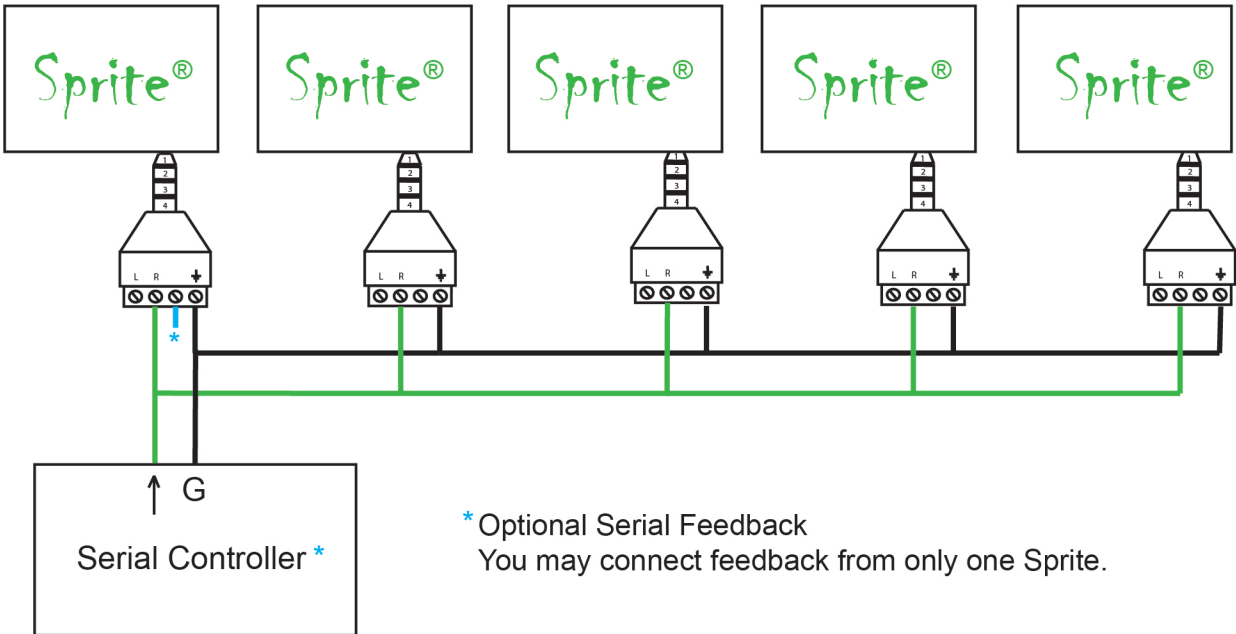 Sprite® Sprite® Sprite® Sprite® Sprite®
1 1 1 1 1
2 2 2 2 2
3 3 3 3 3
4 4 4 4 4
L R L R L R L R L R
*
G
Serial Controller *
* Optional Serial Feedback
You may connect feedback from only one Sprite.